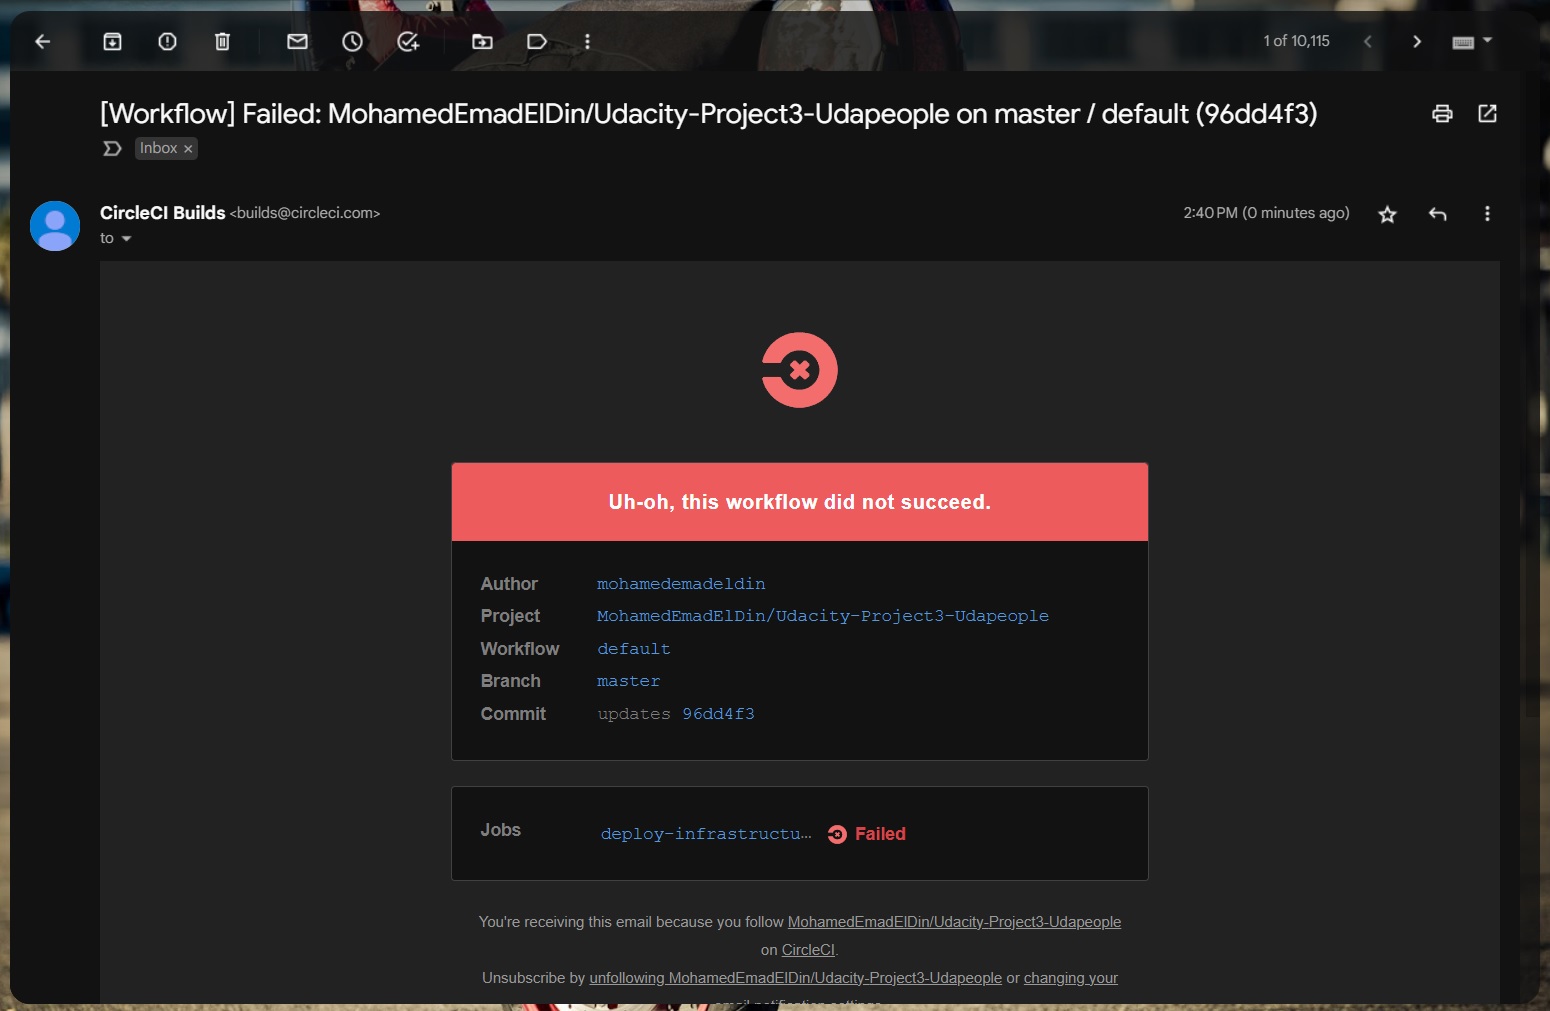 1 of 10,115
[Workflow] Failed: MohamedEmadElDin/Udacity-Project3-Udapeople on master / default (96dd4f3)
Inbox ×
CircleCI Builds <builds@circleci.com>
2:40 PM (0 minutes ago)
to
Uh-oh, this workflow did not succeed.
Author mohamedemadeldin
Project MohamedEmadElDin/Udacity-Project3-Udapeople
Workflow default
Branch master
Commit updates 96dd4f3
Jobs deploy-infrastructu… Failed
You're receiving this email because you follow MohamedEmadElDin/Udacity-Project3-Udapeople
on CircleCI.
Unsubscribe by unfollowing MohamedEmadElDin/Udacity-Project3-Udapeople or changing your
email notification settings.